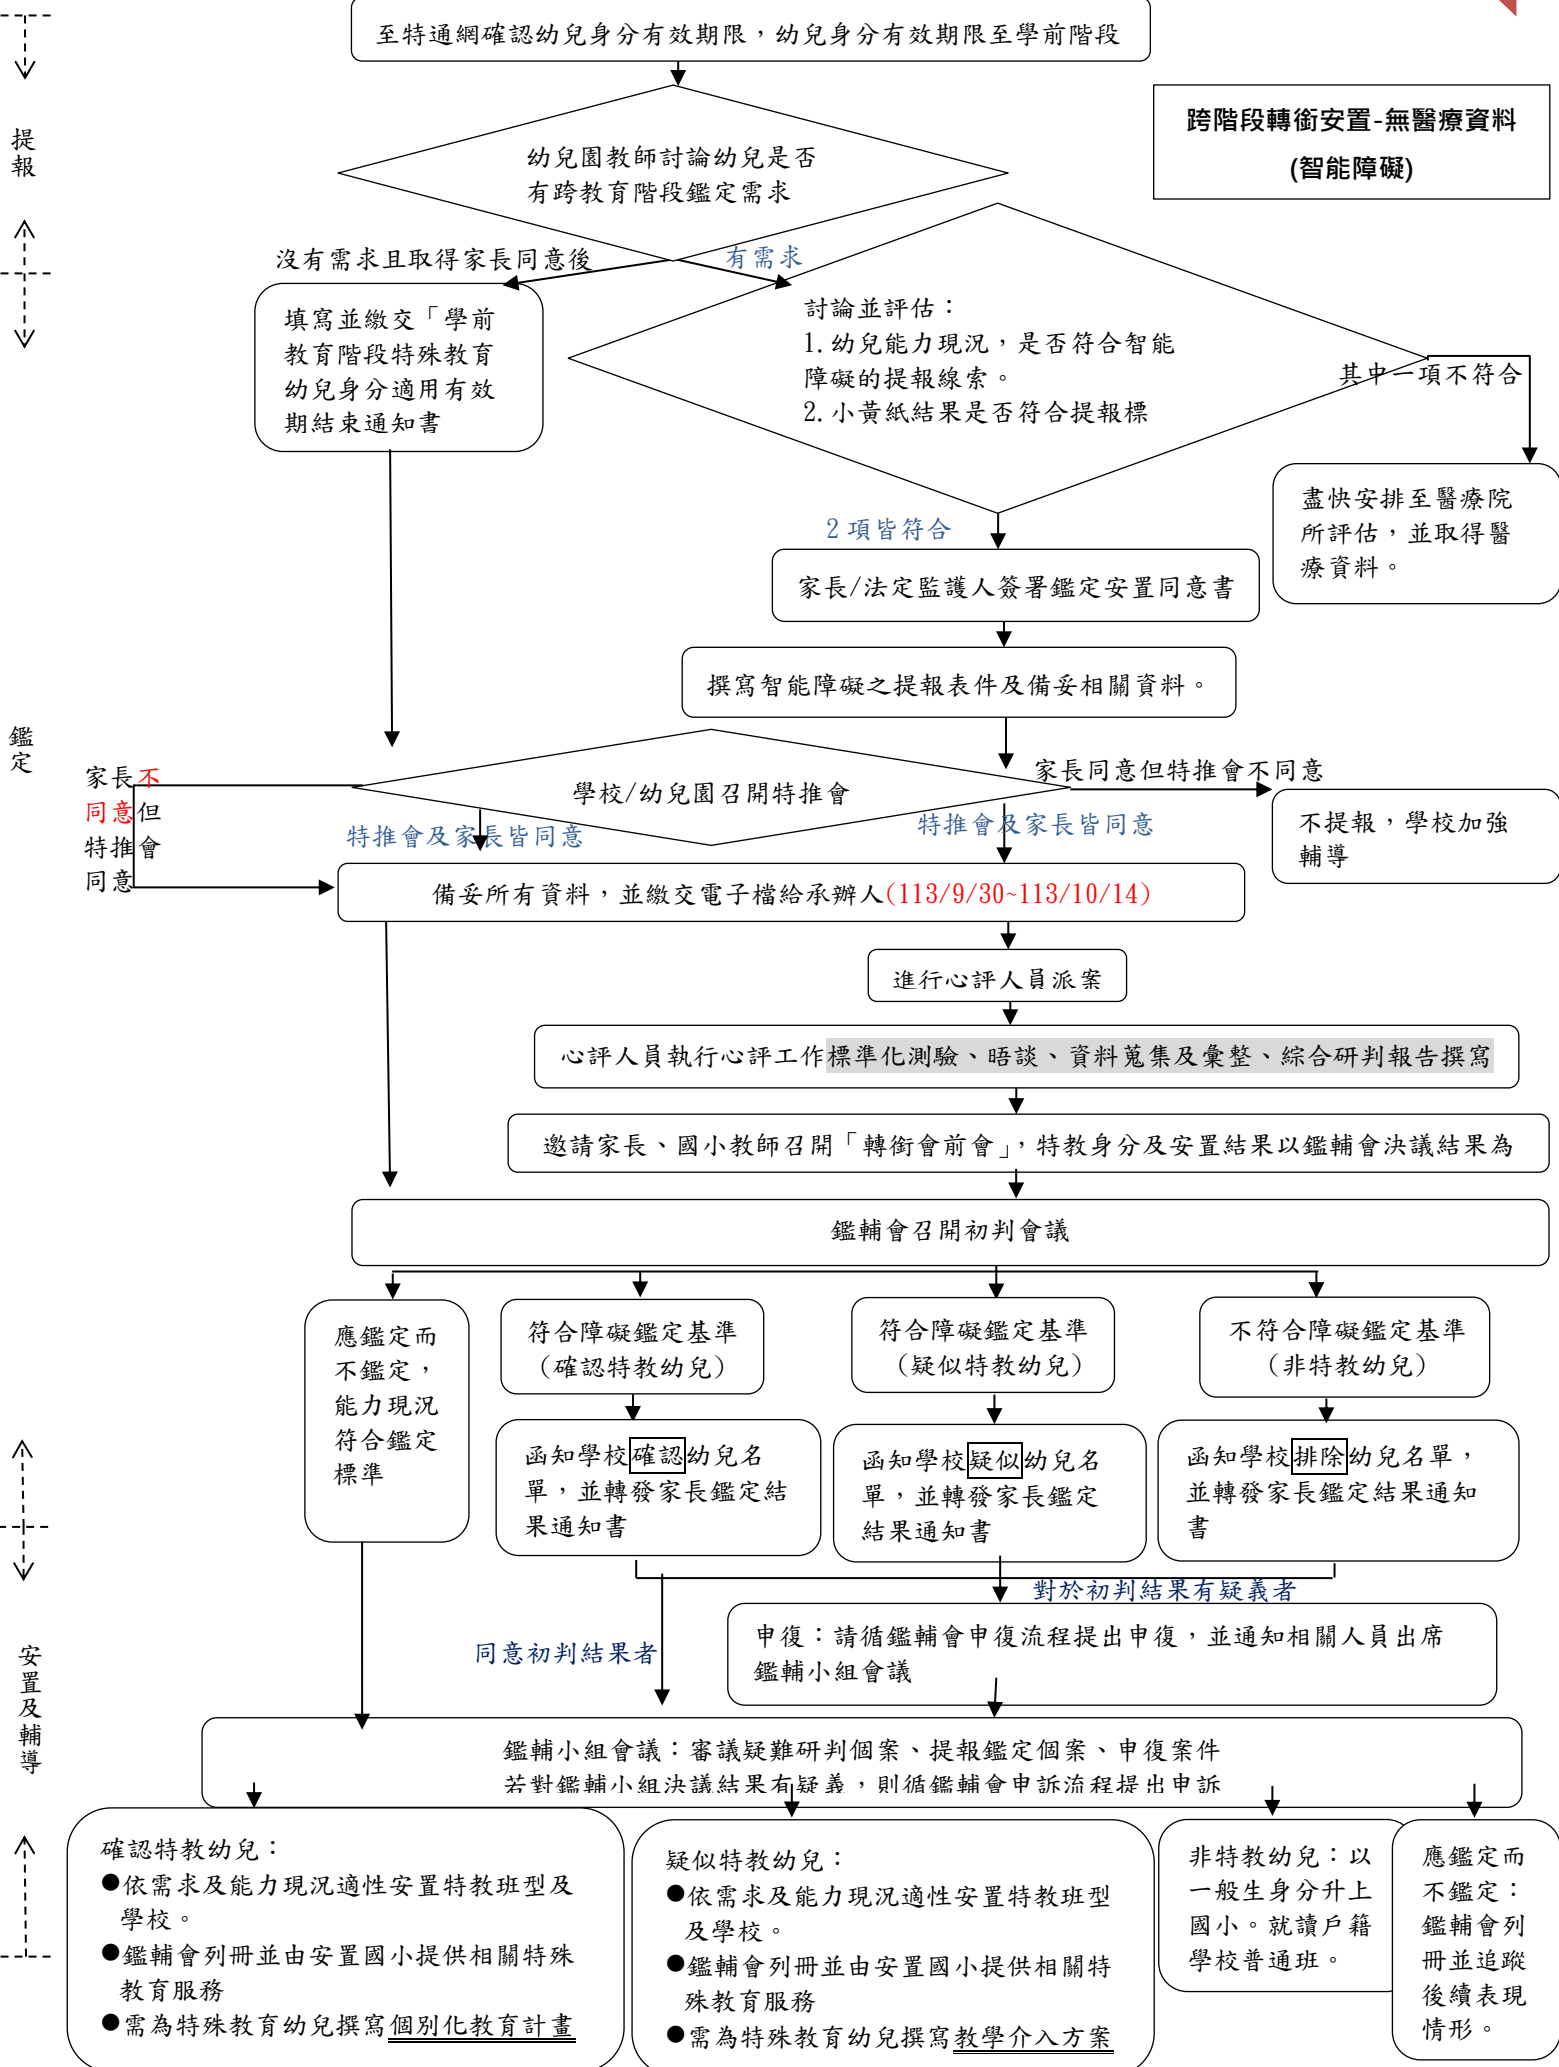 至特通網確認幼兒身分有效期限，幼兒身分有效期限至學前階段
跨階段轉銜安置-無醫療資料
(智能障礙)
提報
幼兒園教師討論幼兒是否
有跨教育階段鑑定需求
沒有需求且取得家長同意後
有需求
填寫並繳交「學前
教育階段特殊教育
幼兒身分適用有效
期結束通知書
討論並評估：
1.幼兒能力現況，是否符合智能
障礙的提報線索。
2.小黃紙結果是否符合提報標
其中一項不符合
盡快安排至醫療院
所評估，並取得醫
療資料。
2 項皆符合
家長/法定監護人簽署鑑定安置同意書
撰寫智能障礙之提報表件及備妥相關資料。
鑑定
學校/幼兒園召開特推會
家長不
同意但
特推會
同意
家長同意但特推會不同意
不提報，學校加強
輔導
特推會及家長皆同意
特推會及家長皆同意
備妥所有資料，並繳交電子檔給承辦人(113/9/30~113/10/14)
進行心評人員派案
心評人員執行心評工作標準化測驗、晤談、資料蒐集及彙整、綜合研判報告撰寫
邀請家長、國小教師召開「轉銜會前會」，特教身分及安置結果以鑑輔會決議結果為
鑑輔會召開初判會議
應鑑定而
不鑑定，
能力現況
符合鑑定
標準
符合障礙鑑定基準
（確認特教幼兒）
符合障礙鑑定基準
（疑似特教幼兒）
不符合障礙鑑定基準
（非特教幼兒）
函知學校確認幼兒名
單，並轉發家長鑑定結
果通知書
函知學校疑似幼兒名
單，並轉發家長鑑定
結果通知書
函知學校排除幼兒名單，
並轉發家長鑑定結果通知
書
對於初判結果有疑義者
同意初判結果者
申復：請循鑑輔會申復流程提出申復，並通知相關人員出席
鑑輔小組會議
安置及輔導
鑑輔小組會議：審議疑難研判個案、提報鑑定個案、申復案件
若對鑑輔小組決議結果有疑義，則循鑑輔會申訴流程提出申訴
確認特教幼兒：
●依需求及能力現況適性安置特教班型及
學校。
●鑑輔會列冊並由安置國小提供相關特殊
教育服務
●需為特殊教育幼兒撰寫個別化教育計畫
疑似特教幼兒：
●依需求及能力現況適性安置特教班型
及學校。
●鑑輔會列冊並由安置國小提供相關特
殊教育服務
●需為特殊教育幼兒撰寫教學介入方案
非特教幼兒：以
一般生身分升上
國小。就讀戶籍
學校普通班。
應鑑定而
不鑑定：
鑑輔會列
冊並追蹤
後續表現
情形。